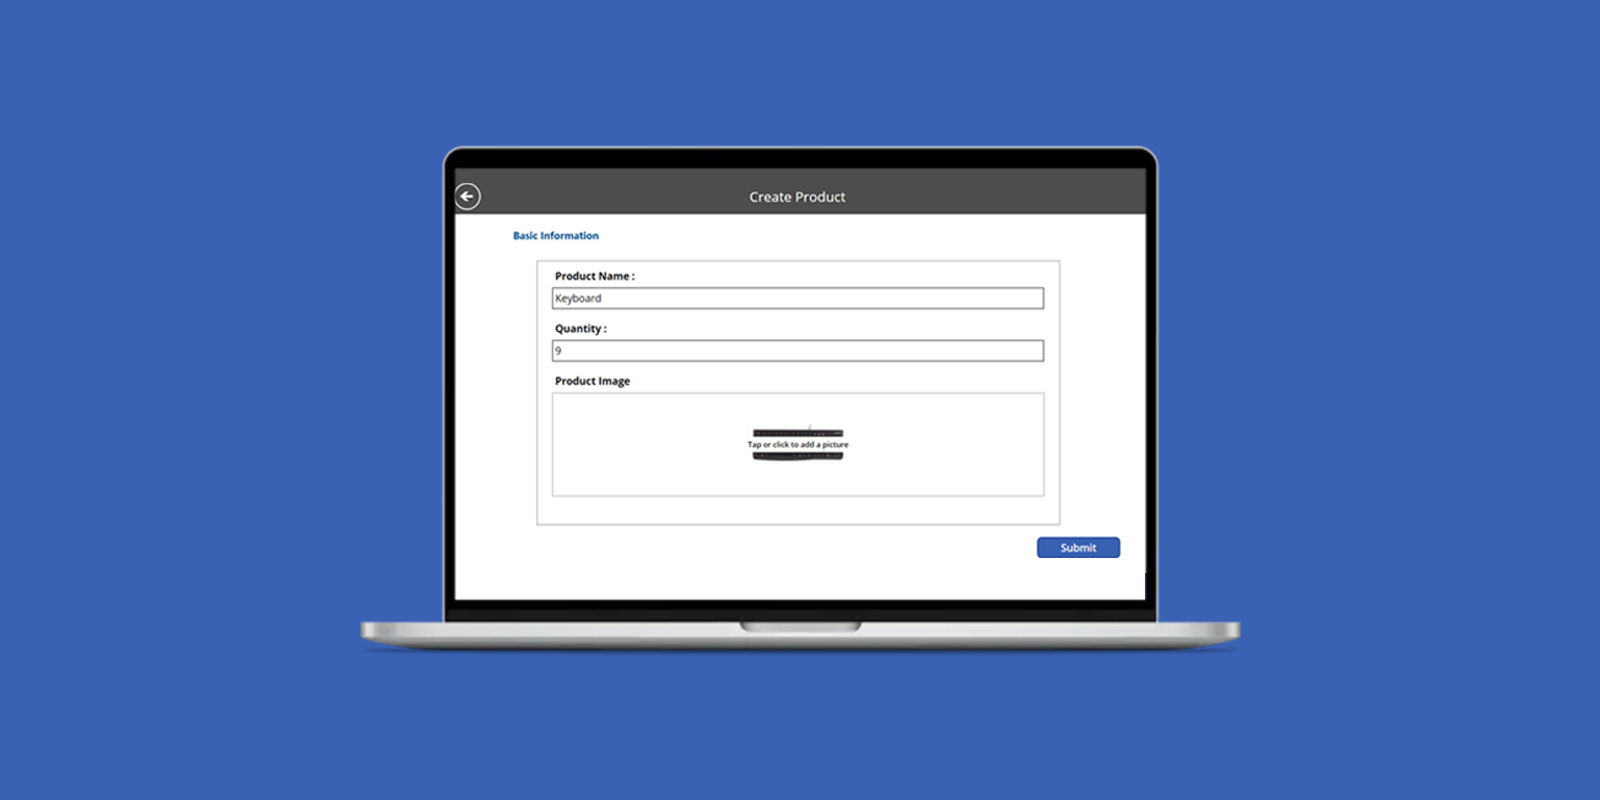 Create Product
Basic Information
Product Name :
Keyboard
Quantity :
9
Product Image
Tap or click to add a picture
Submit